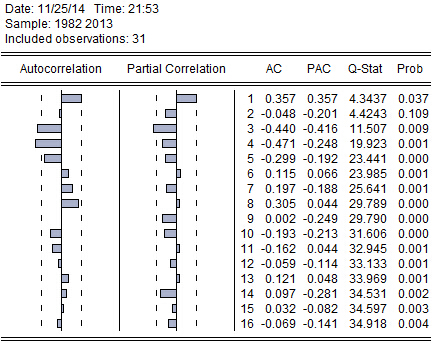 Date: 11/25/14 Time: 21:53
Sample: 1982 2013
Included observations: 31
Autocorrelation Partial Correlation AC PAC Q-Stat Prob
1 0.357 0.357 4.3437 0.037
2 -0.048 -0.201 4.4243 0.109
3 -0.440 -0.416 11.507 0.009
4 -0.471 -0.248 19.923 0.001
5 -0.299 -0.192 23.441 0.000
6 0.115 0.066 23.985 0.001
7 0.197 -0.188 25.641 0.001
8 0.305 0.044 29.789 0.000
9 0.002 -0.249 29.790 0.000
10 -0.193 -0.213 31.606 0.000
11 -0.162 0.044 32.945 0.001
12 -0.059 -0.114 33.133 0.001
13 0.121 0.048 33.969 0.001
14 0.097 -0.281 34.531 0.002
15 0.032 -0.082 34.597 0.003
16 -0.069 -0.141 34.918 0.004